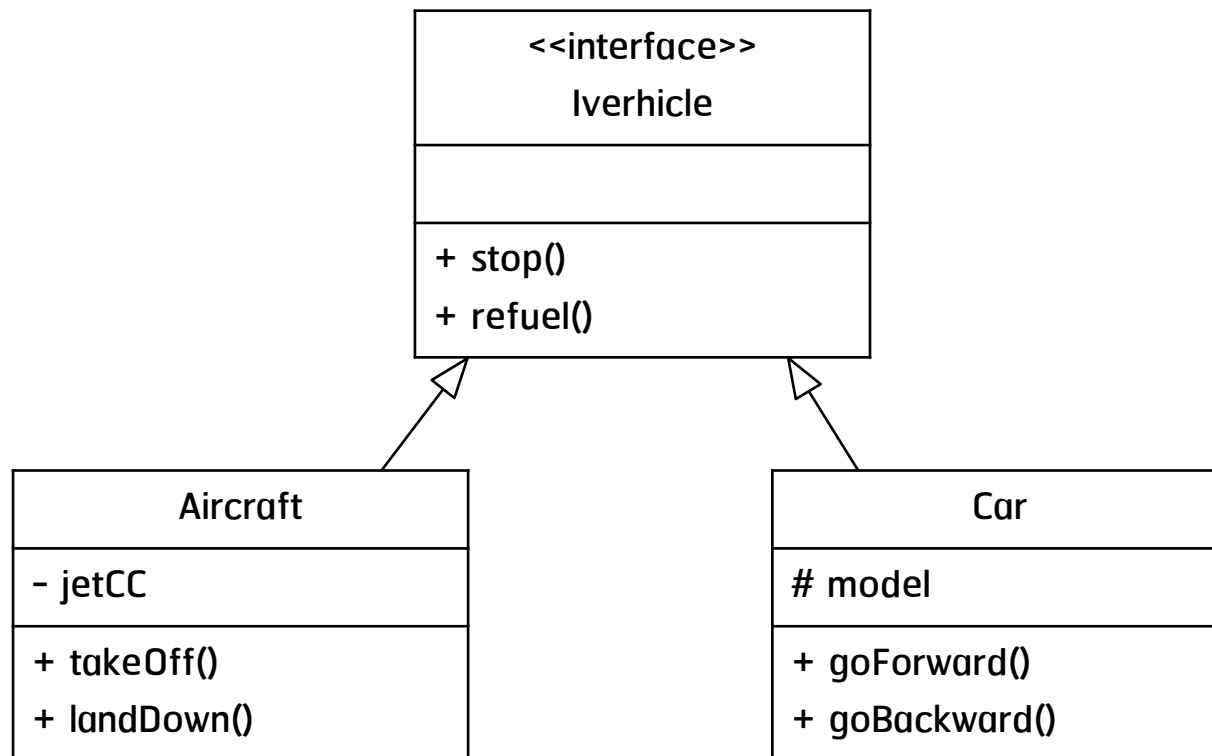 <<interface>>
Iverhicle
+ stop()
+ refuel()
Aircraft
- jetCC
+ takeOff()
+ landDown()
Car
# model
+ goForward()
+ goBackward()